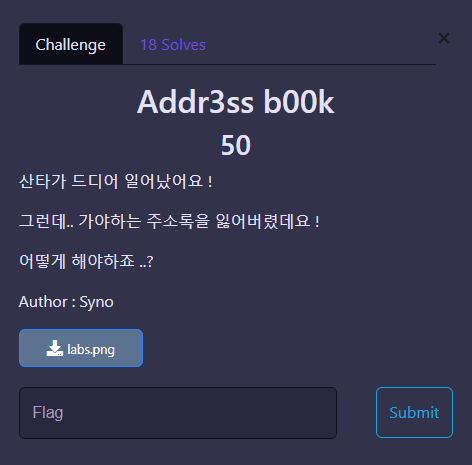 Challenge
18 Solves
×
Addr3ss b00k
50
산타가 드디어 일어났어요 !
그런데.. 가야하는 주소록을 잃어버렸데요 !
어떻게 해야하죠 ..?
Author : Syno
labs.png
Flag
Submit